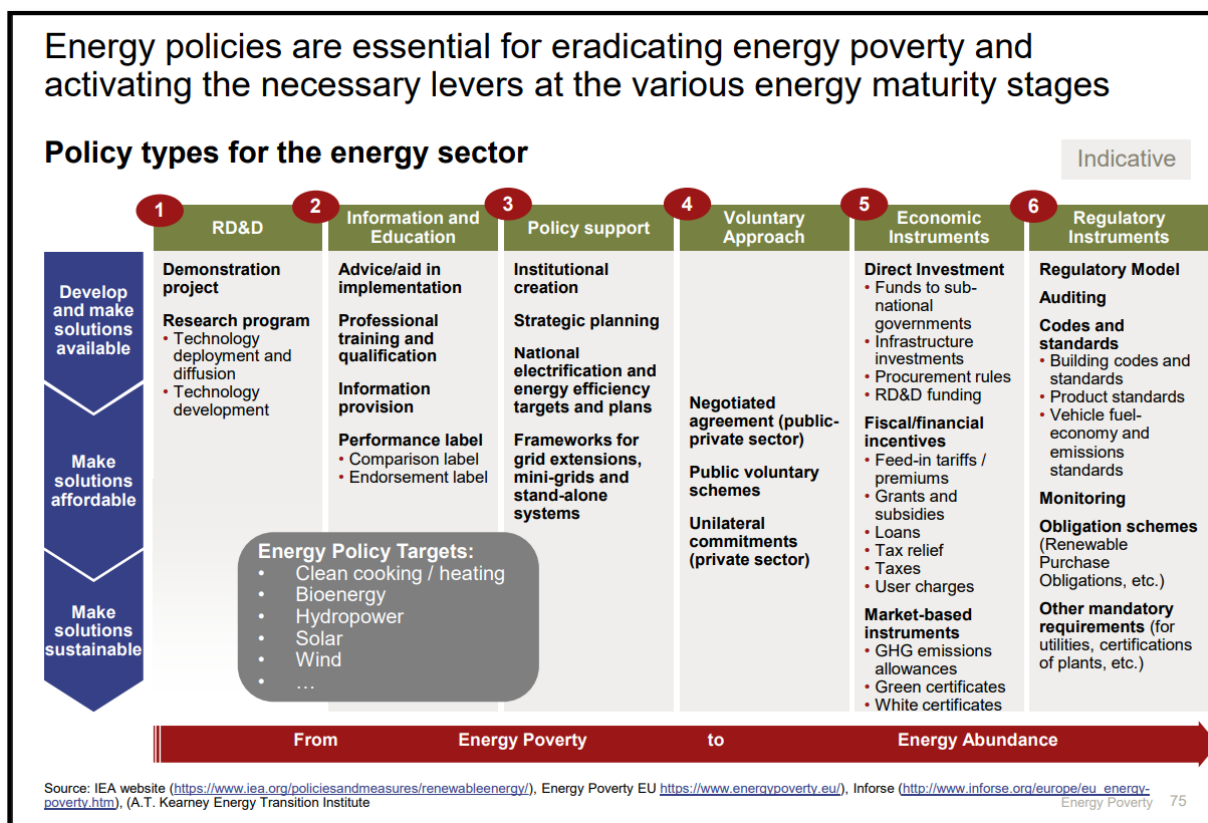 Energy policies are essential for eradicating energy poverty and
activating the necessary levers at the various energy maturity stages
Policy types for the energy sector
Indicative
1
RD&D
2
Information and
Education
3
Policy support
4
Voluntary
Approach
5
Economic
Instruments
6
Regulatory
Instruments
Develop
and make
solutions
available
Make
solutions
affordable
Make
solutions
sustainable
Demonstration
project
Research program
• Technology
deployment and
diffusion
• Technology
development
Advice/aid in
implementation
Professional
training and
qualification
Information
provision
Performance label
• Comparison label
• Endorsement label
Institutional
creation
Strategic planning
National
electrification and
energy efficiency
targets and plans
Frameworks for
grid extensions,
mini-grids and
stand-alone
systems
Negotiated
agreement (public-
private sector)
Public voluntary
schemes
Unilateral
commitments
(private sector)
Direct Investment
• Funds to sub-
national
governments
• Infrastructure
investments
• Procurement rules
• RD&D funding
Fiscal/financial
incentives
• Feed-in tariffs /
premiums
• Grants and
subsidies
• Loans
• Tax relief
• Taxes
• User charges
Market-based
instruments
• GHG emissions
allowances
• Green certificates
• White certificates
Regulatory Model
Auditing
Codes and
standards
• Building codes and
standards
• Product standards
• Vehicle fuel-
economy and
emissions
standards
Monitoring
Obligation schemes
(Renewable
Purchase
Obligations, etc.)
Other mandatory
requirements (for
utilities, certifications
of plants, etc.)
Energy Policy Targets:
• Clean cooking / heating
• Bioenergy
• Hydropower
• Solar
• Wind
• …
From Energy Poverty to Energy Abundance
Source: IEA website (https://www.iea.org/policiesandmeasures/renewableenergy/), Energy Poverty EU https://www.energypoverty.eu/), Inforse (http://www.inforse.org/europe/eu_energy-
poverty.htm), (A.T. Kearney Energy Transition Institute
Energy Poverty 75